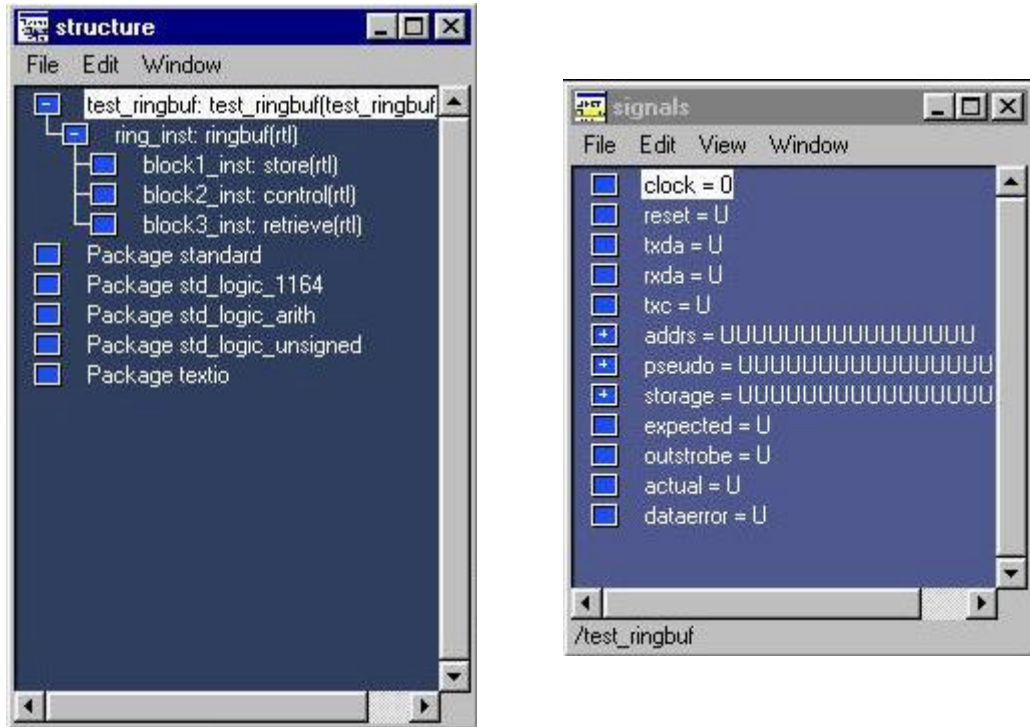 structure
File Edit Window
test_ringbuf: test_ringbuf(test_ringbuf
ring_inst: ringbuf(rtl)
block1_inst: store(rtl)
block2_inst: control(rtl)
block3_inst: retrieve(rtl)
Package standard
Package std_logic_1164
Package std_logic_arith
Package std_logic_unsigned
Package textio
signals
File Edit View Window
clock = 0
reset = U
txda = U
rxda = U
txc = U
addrs = UUUUUUUUUUUUUUUU
pseudo = UUUUUUUUUUUUUUUU
storage = UUUUUUUUUUUUUUUU
expected = U
outstrobe = U
actual = U
dataerror = U
/test_ringbuf